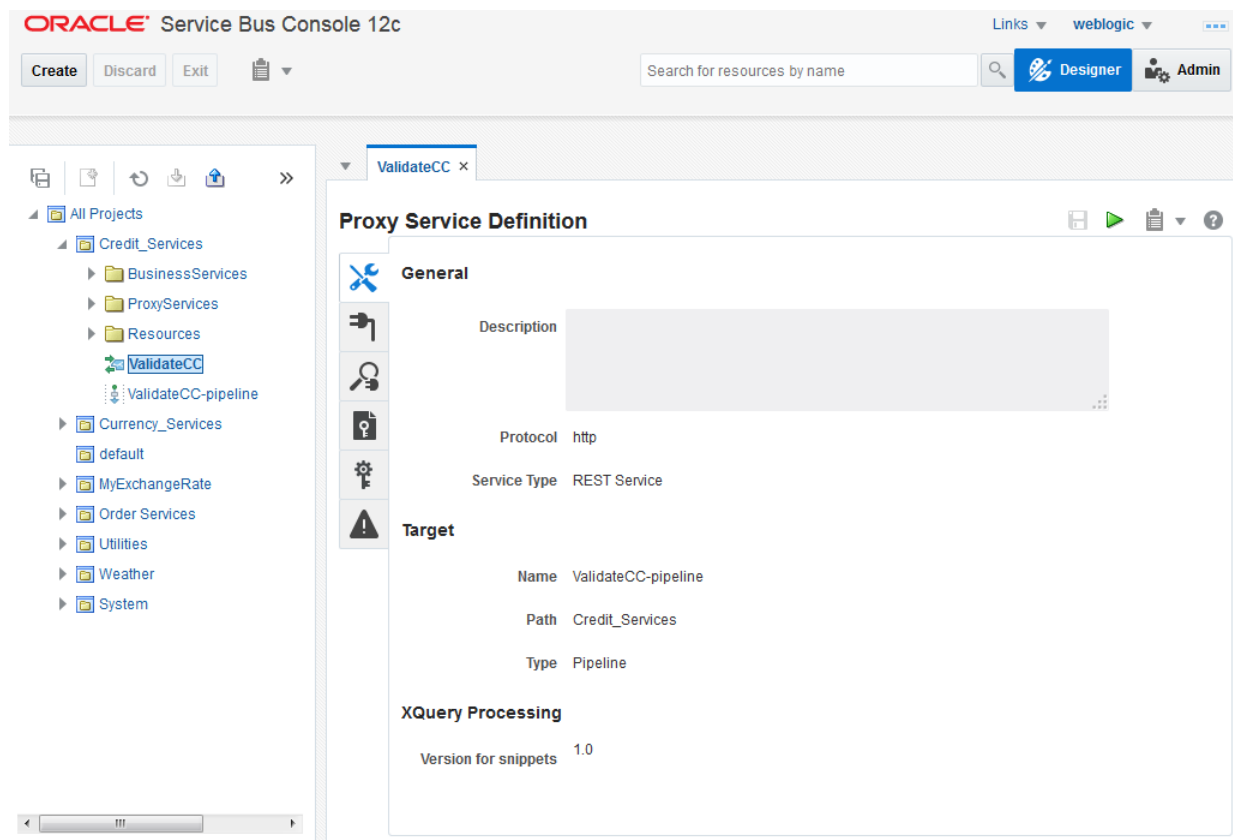 ORACLE® Service Bus Console 12c
Links weblogic
Create Discard Exit
Search for resources by name
Designer
Admin
ValidateCC ×
All Projects
Credit_Services
BusinessServices
ProxyServices
Resources
ValidateCC
ValidateCC-pipeline
Currency_Services
default
MyExchangeRate
Order Services
Utilities
Weather
System
Proxy Service Definition
General
Description
Protocol http
Service Type REST Service
Target
Name ValidateCC-pipeline
Path Credit_Services
Type Pipeline
XQuery Processing
Version for snippets 1.0